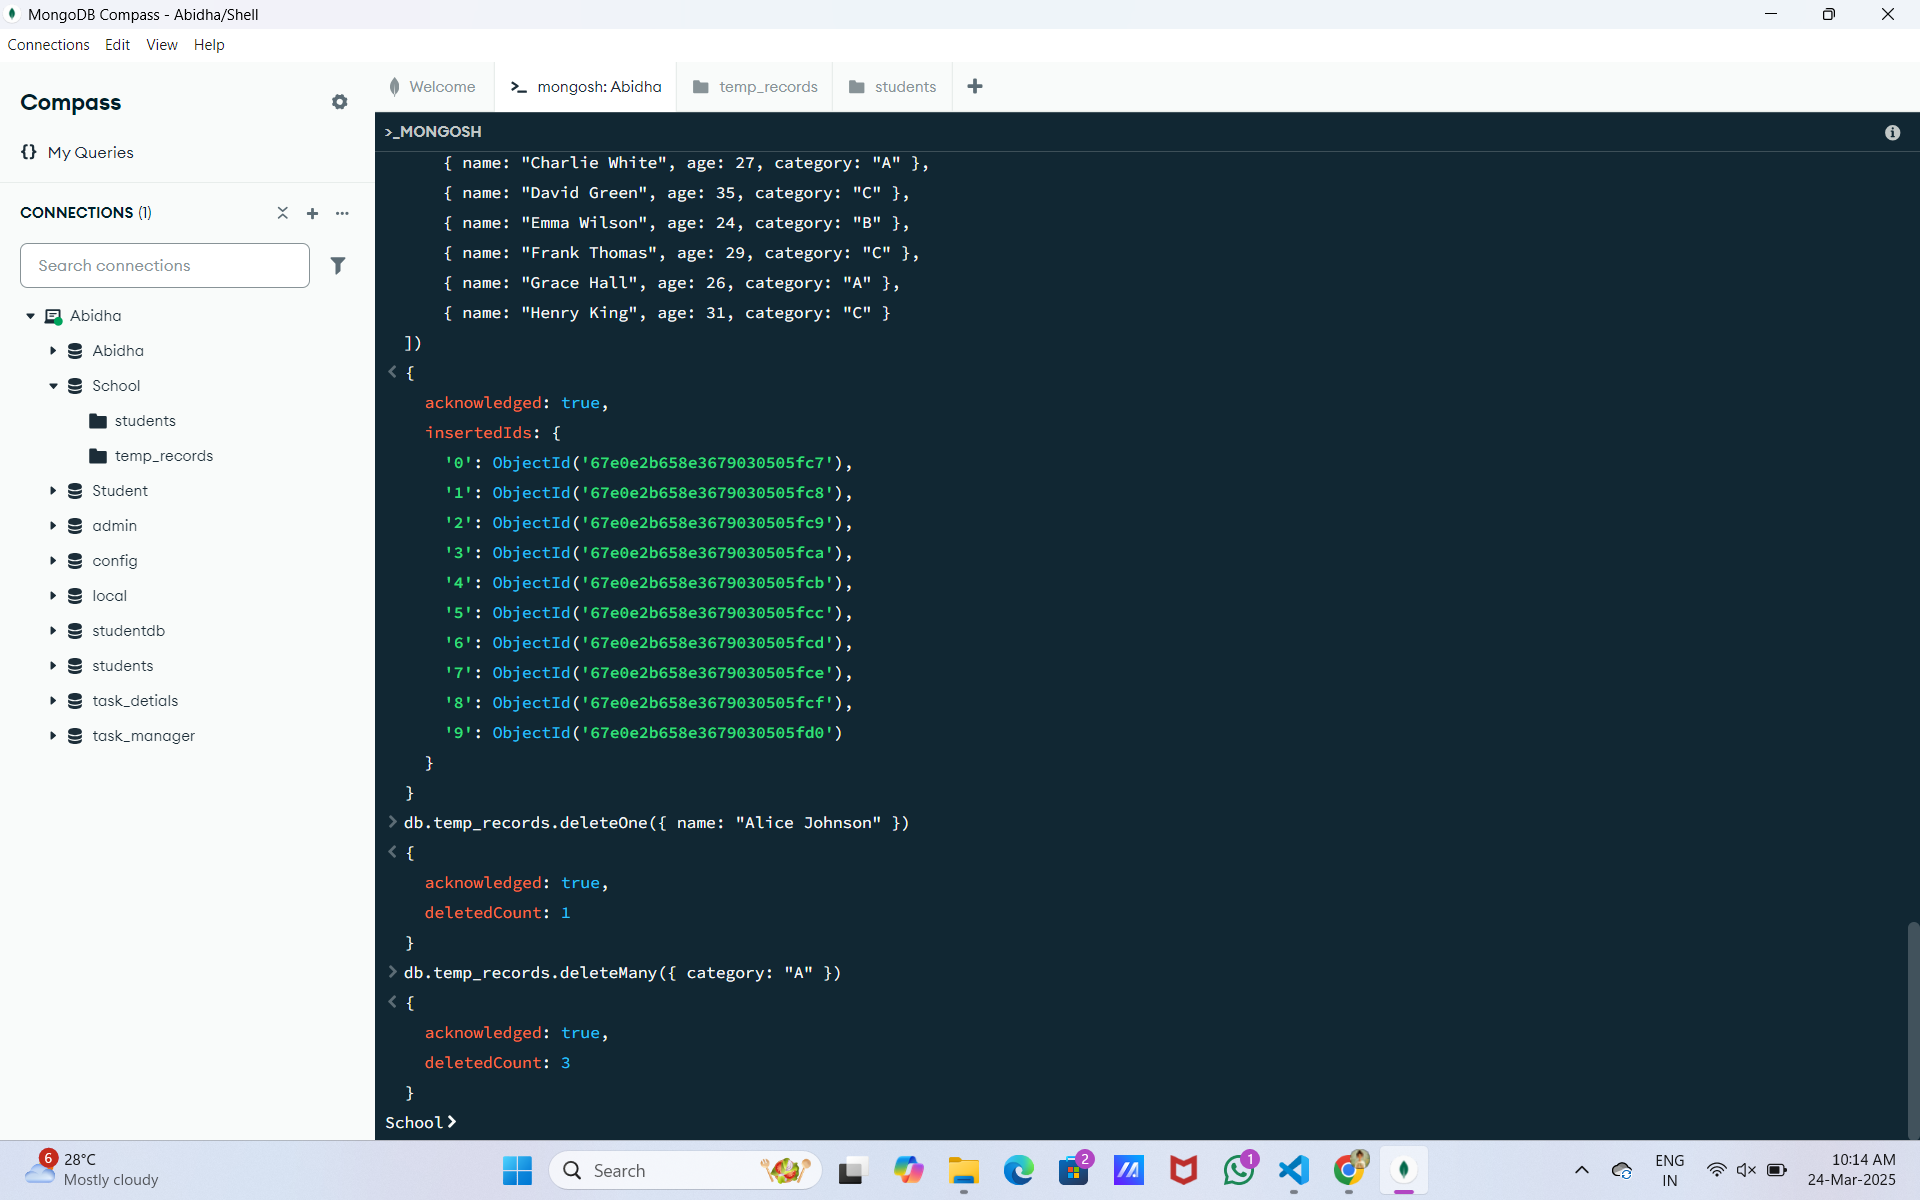 MongoDB Compass - Abidha/Shell
Connections Edit View Help
Compass
My Queries
CONNECTIONS (1)
Search connections
Abidha
Abidha
School
students
temp_records
Student
admin
config
local
studentdb
students
task_detials
task_manager
Welcome
>_ mongosh: Abidha
temp_records
students
>_MONGOSH
{ name: "Charlie White", age: 27, category: "A" },
{ name: "David Green", age: 35, category: "C" },
{ name: "Emma Wilson", age: 24, category: "B" },
{ name: "Frank Thomas", age: 29, category: "C" },
{ name: "Grace Hall", age: 26, category: "A" },
{ name: "Henry King", age: 31, category: "C" }
])
< {
acknowledged: true,
insertedIds: {
'0': ObjectId('67e0e2b658e3679030505fc7'),
'1': ObjectId('67e0e2b658e3679030505fc8'),
'2': ObjectId('67e0e2b658e3679030505fc9'),
'3': ObjectId('67e0e2b658e3679030505fca'),
'4': ObjectId('67e0e2b658e3679030505fcb'),
'5': ObjectId('67e0e2b658e3679030505fcc'),
'6': ObjectId('67e0e2b658e3679030505fcd'),
'7': ObjectId('67e0e2b658e3679030505fce'),
'8': ObjectId('67e0e2b658e3679030505fcf'),
'9': ObjectId('67e0e2b658e3679030505fd0')
}
}
> db.temp_records.deleteOne({ name: "Alice Johnson" })
< {
acknowledged: true,
deletedCount: 1
}
> db.temp_records.deleteMany({ category: "A" })
< {
acknowledged: true,
deletedCount: 3
}
School>
6
28°C
Mostly cloudy
Search
2
1
ENG
IN
10:14 AM
24-Mar-2025